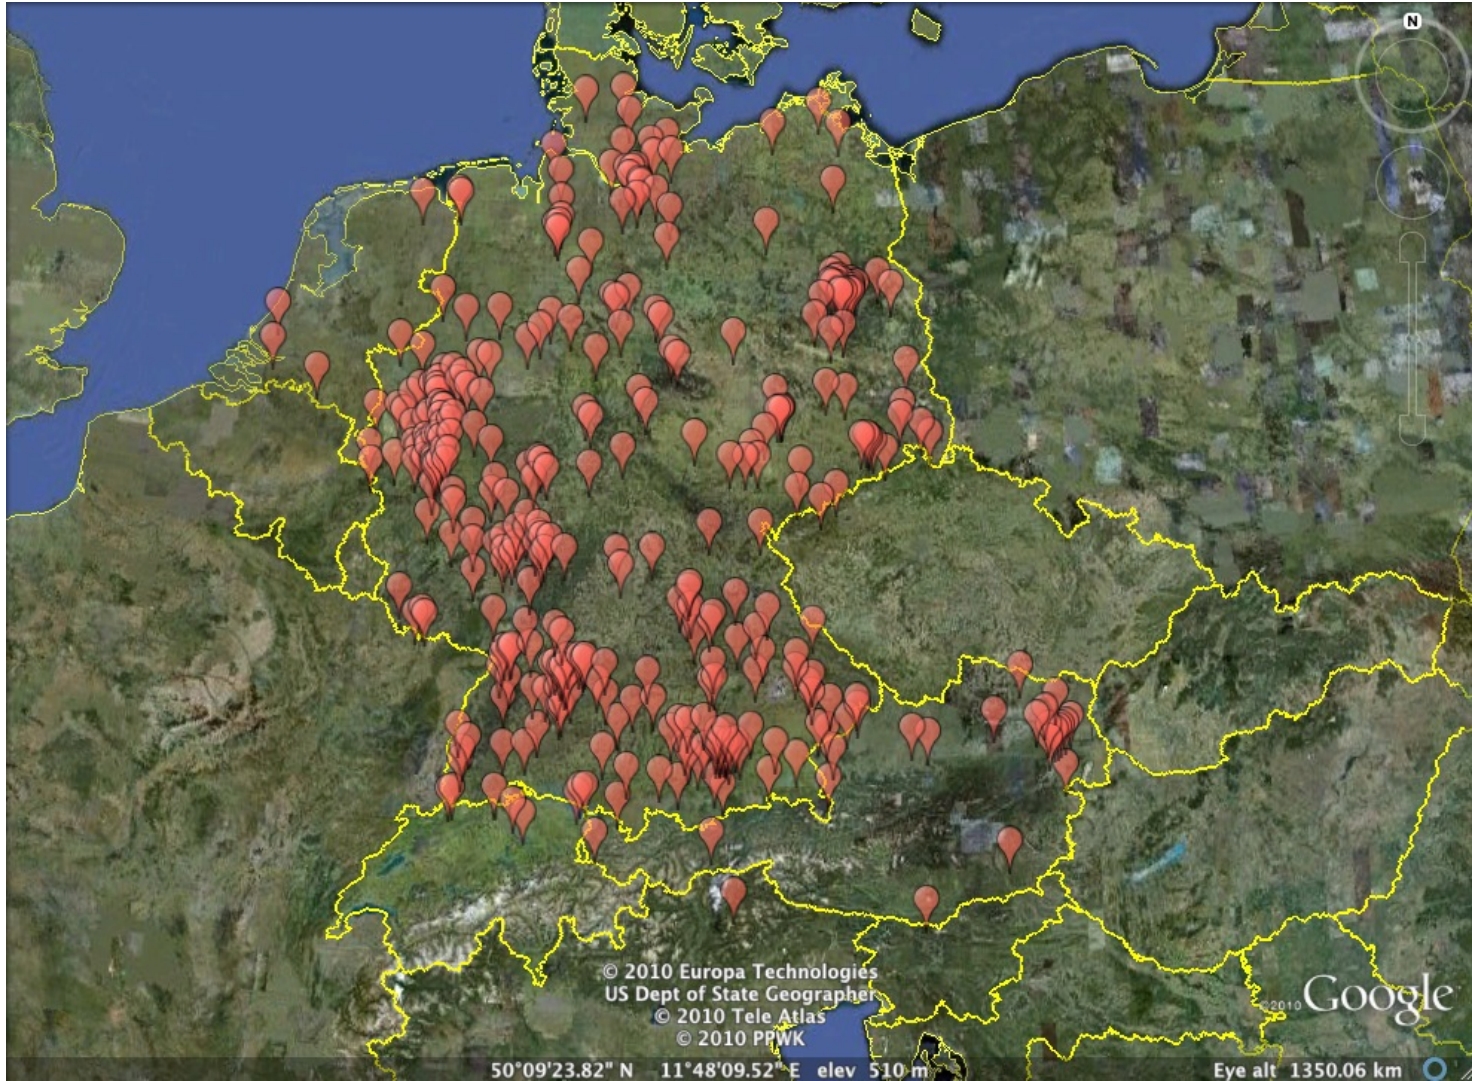 N
© 2010 Europa Technologies
US Dept of State Geographer
© 2010 Tele Atlas
© 2010 PPWK
©2010 Google
50°09'23.82" N 11°48'09.52" E elev 510 m Eye alt 1350.06 km